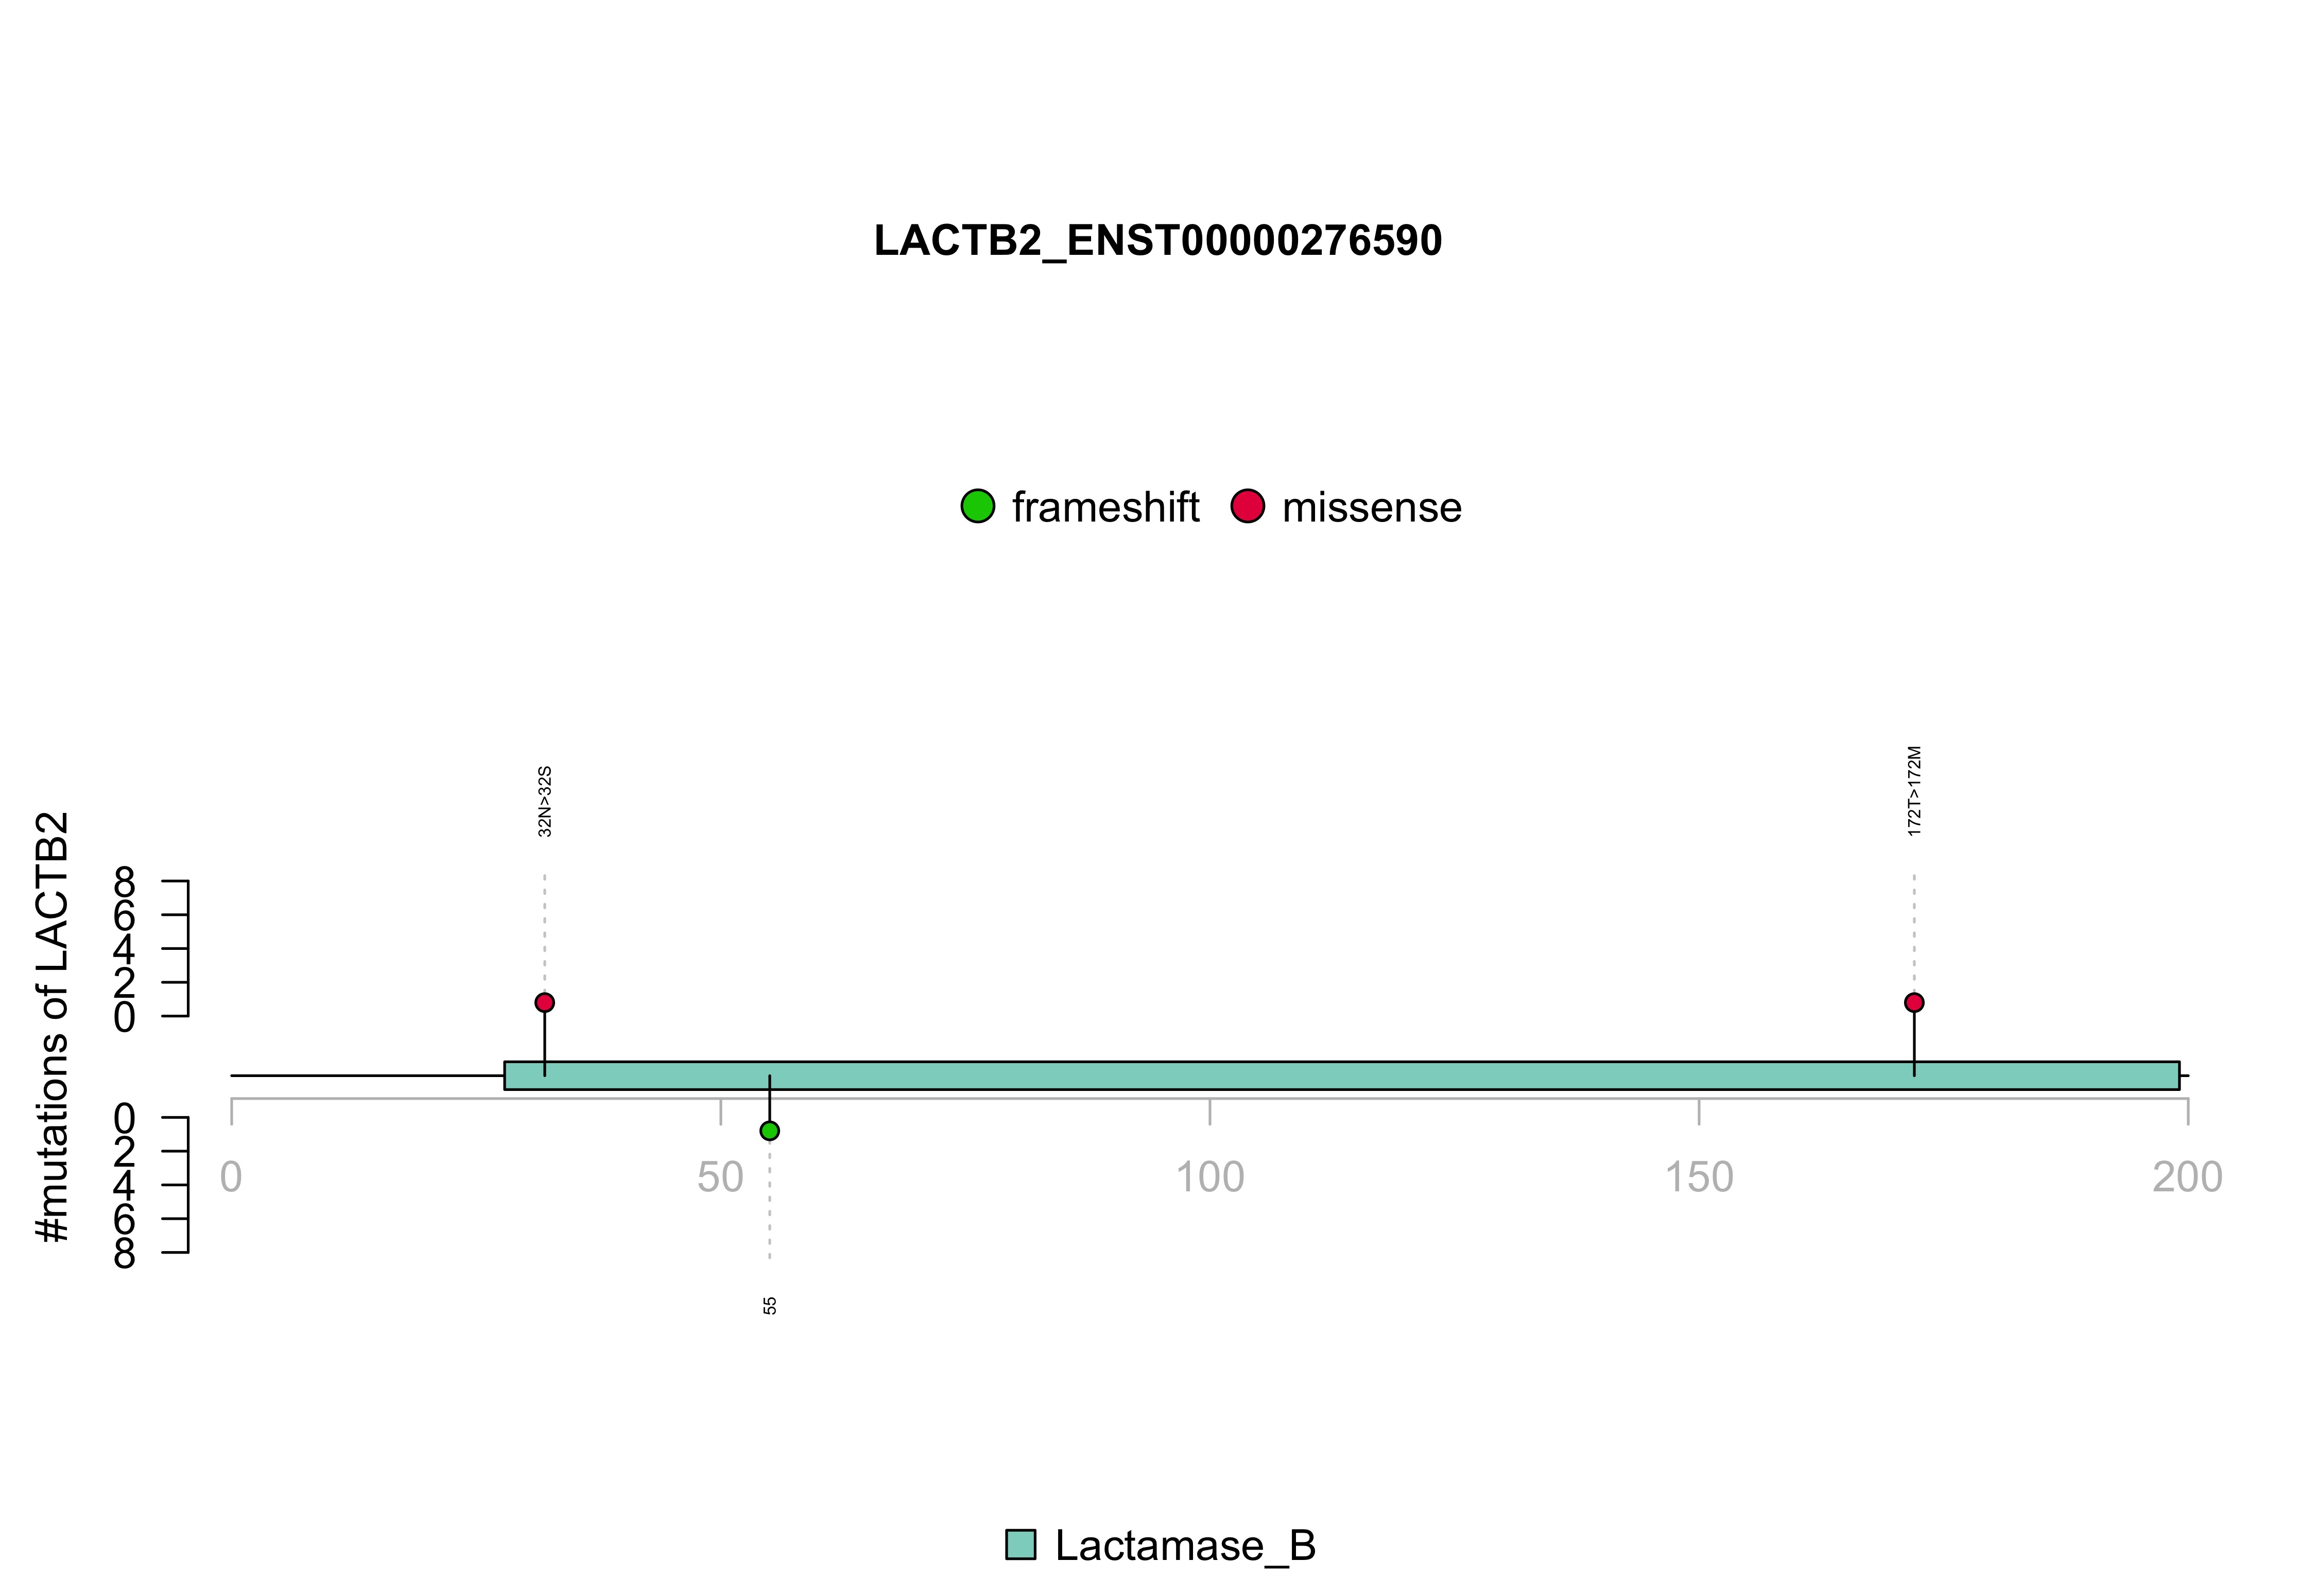 LACTB2_ENST00000276590
frameshift missense
32N>32S
172T>172M
#mutations of LACTB2
8
6
4
2
0
0
2
4
6
8
0 50 100 150 200
55
Lactamase_B